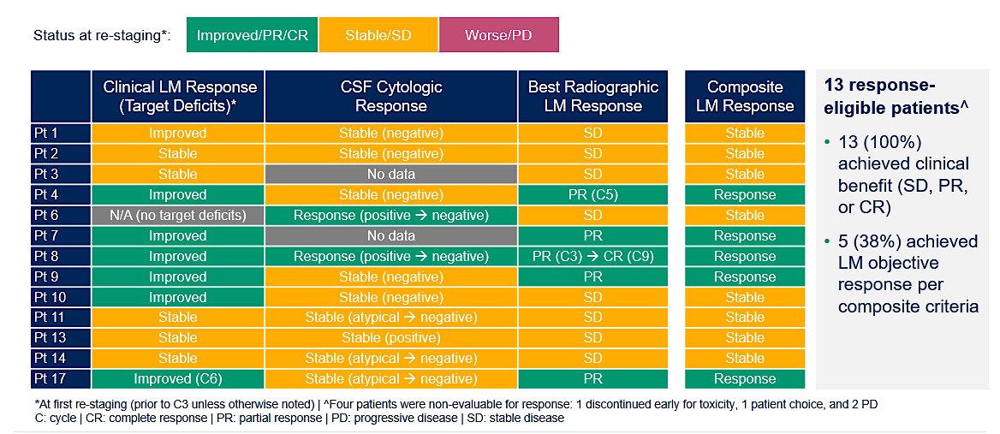 Status at re-staging*: Improved/PR/CR Stable/SD Worse/PD
Clinical LM Response (Target Deficits)* CSF Cytologic Response Best Radiographic LM Response Composite LM Response
Pt 1 Improved Stable (negative) SD Stable
Pt 2 Stable Stable (negative) SD Stable
Pt 3 Stable No data SD Stable
Pt 4 Improved Stable (negative) PR (C5) Response
Pt 6 N/A (no target deficits) Response (positive → negative) SD Stable
Pt 7 Improved No data PR Response
Pt 8 Improved Response (positive → negative) PR (C3) → CR (C9) Response
Pt 9 Improved Stable (negative) PR Response
Pt 10 Improved Stable (negative) SD Stable
Pt 11 Stable Stable (atypical → negative) SD Stable
Pt 13 Stable Stable (positive) SD Stable
Pt 14 Stable Stable (atypical → negative) SD Stable
Pt 17 Improved (C6) Stable (atypical → negative) PR Response
13 response-
eligible patients^
• 13 (100%)
achieved clinical
benefit (SD, PR,
or CR)
• 5 (38%) achieved
LM objective
response per
composite criteria
*At first re-staging (prior to C3 unless otherwise noted) | ^Four patients were non-evaluable for response: 1 discontinued early for toxicity, 1 patient choice, and 2 PD
C: cycle | CR: complete response | PR: partial response | PD: progressive disease | SD: stable disease